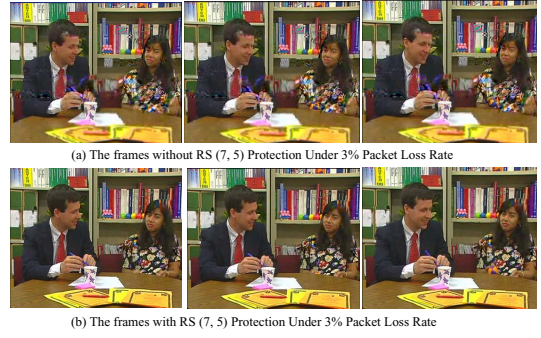 (a) The frames without RS (7, 5) Protection Under 3% Packet Loss Rate
(b) The frames with RS (7, 5) Protection Under 3% Packet Loss Rate